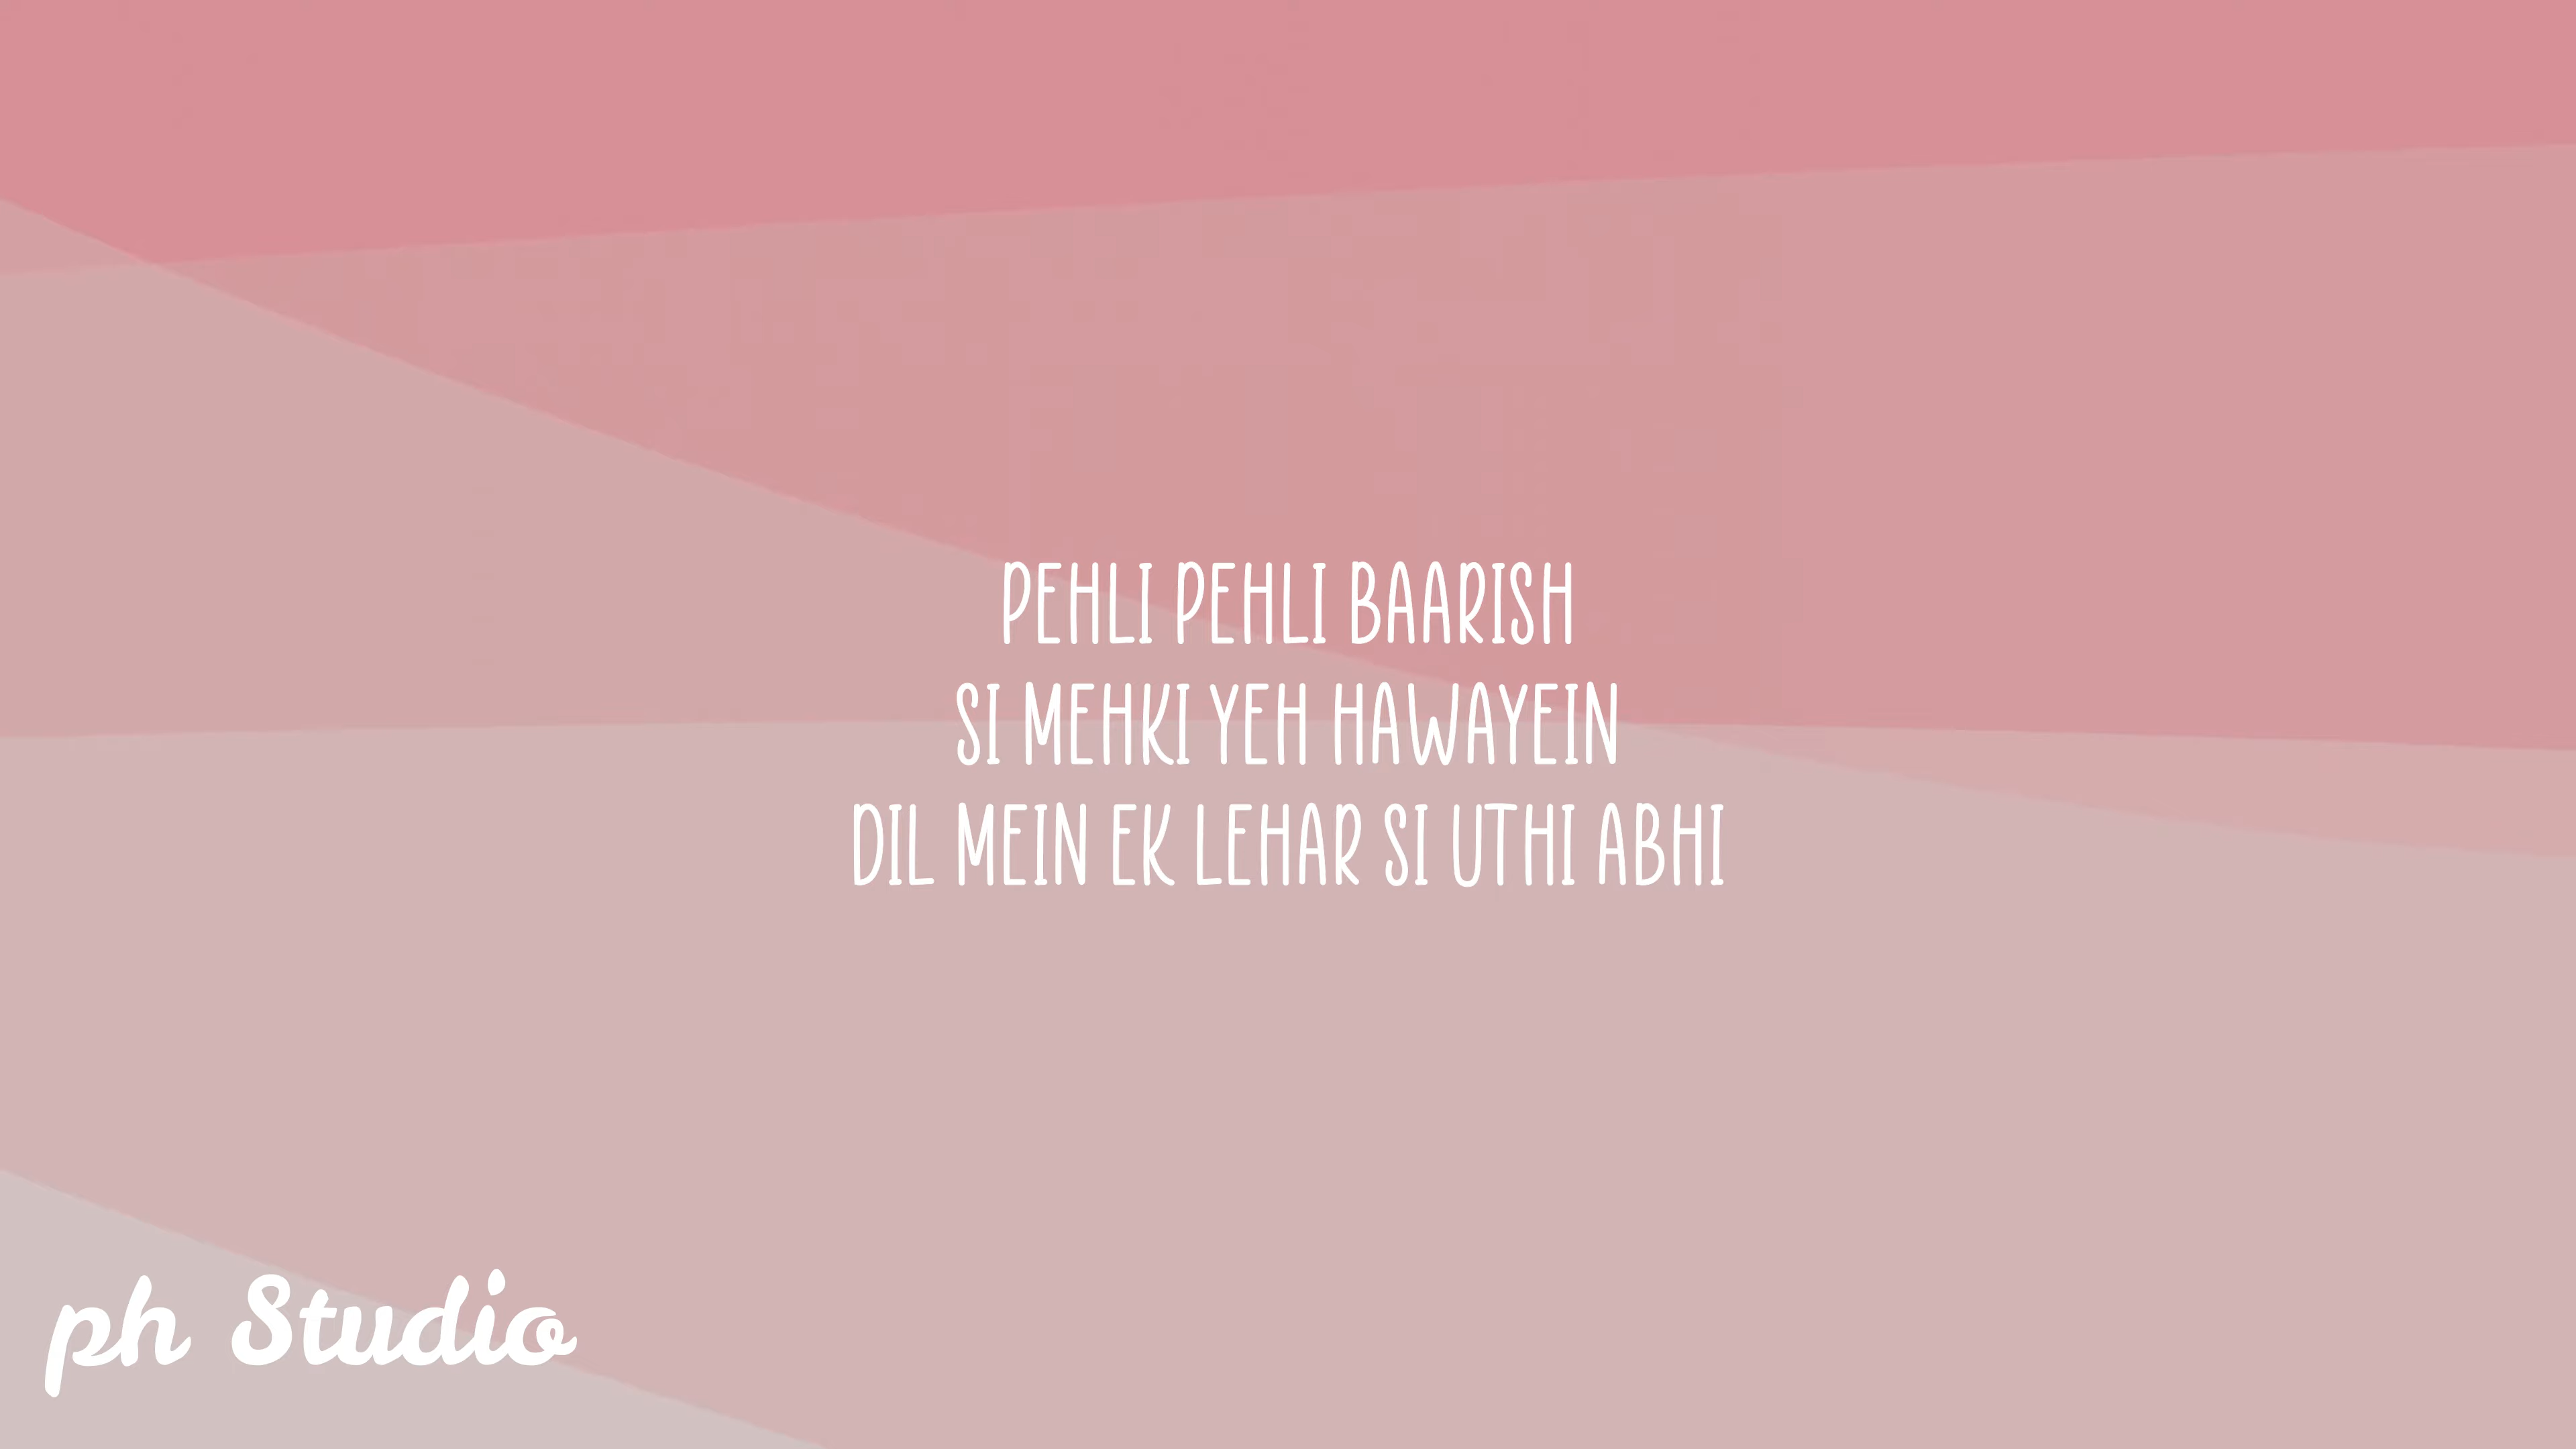 PEHLI PEHLI BAARISH
SI MEHKI YEH HAWAYEIN
DIL MEIN EK LEHAR SI UTHI ABHI
ph Studio